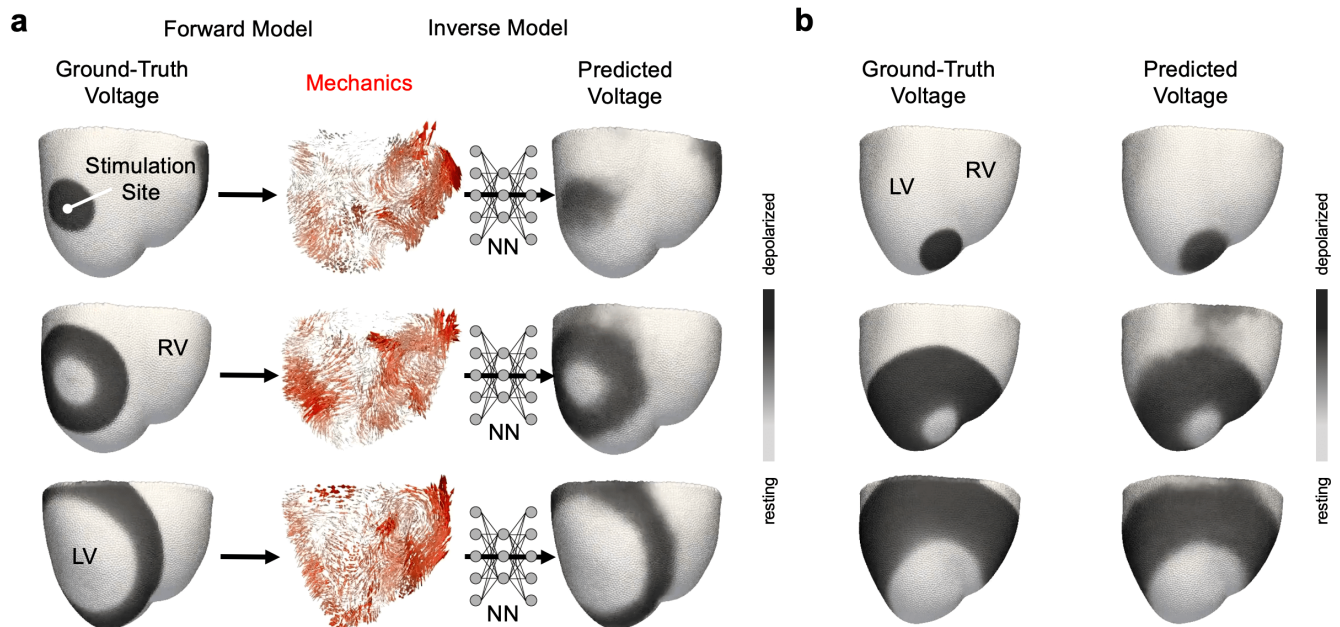 a
Forward Model
Inverse Model
Ground-Truth
Voltage
Mechanics
Predicted
Voltage
Stimulation
Site
NN
RV
NN
LV
NN
depolarized
resting
b
Ground-Truth
Voltage
Predicted
Voltage
LV
RV
depolarized
resting